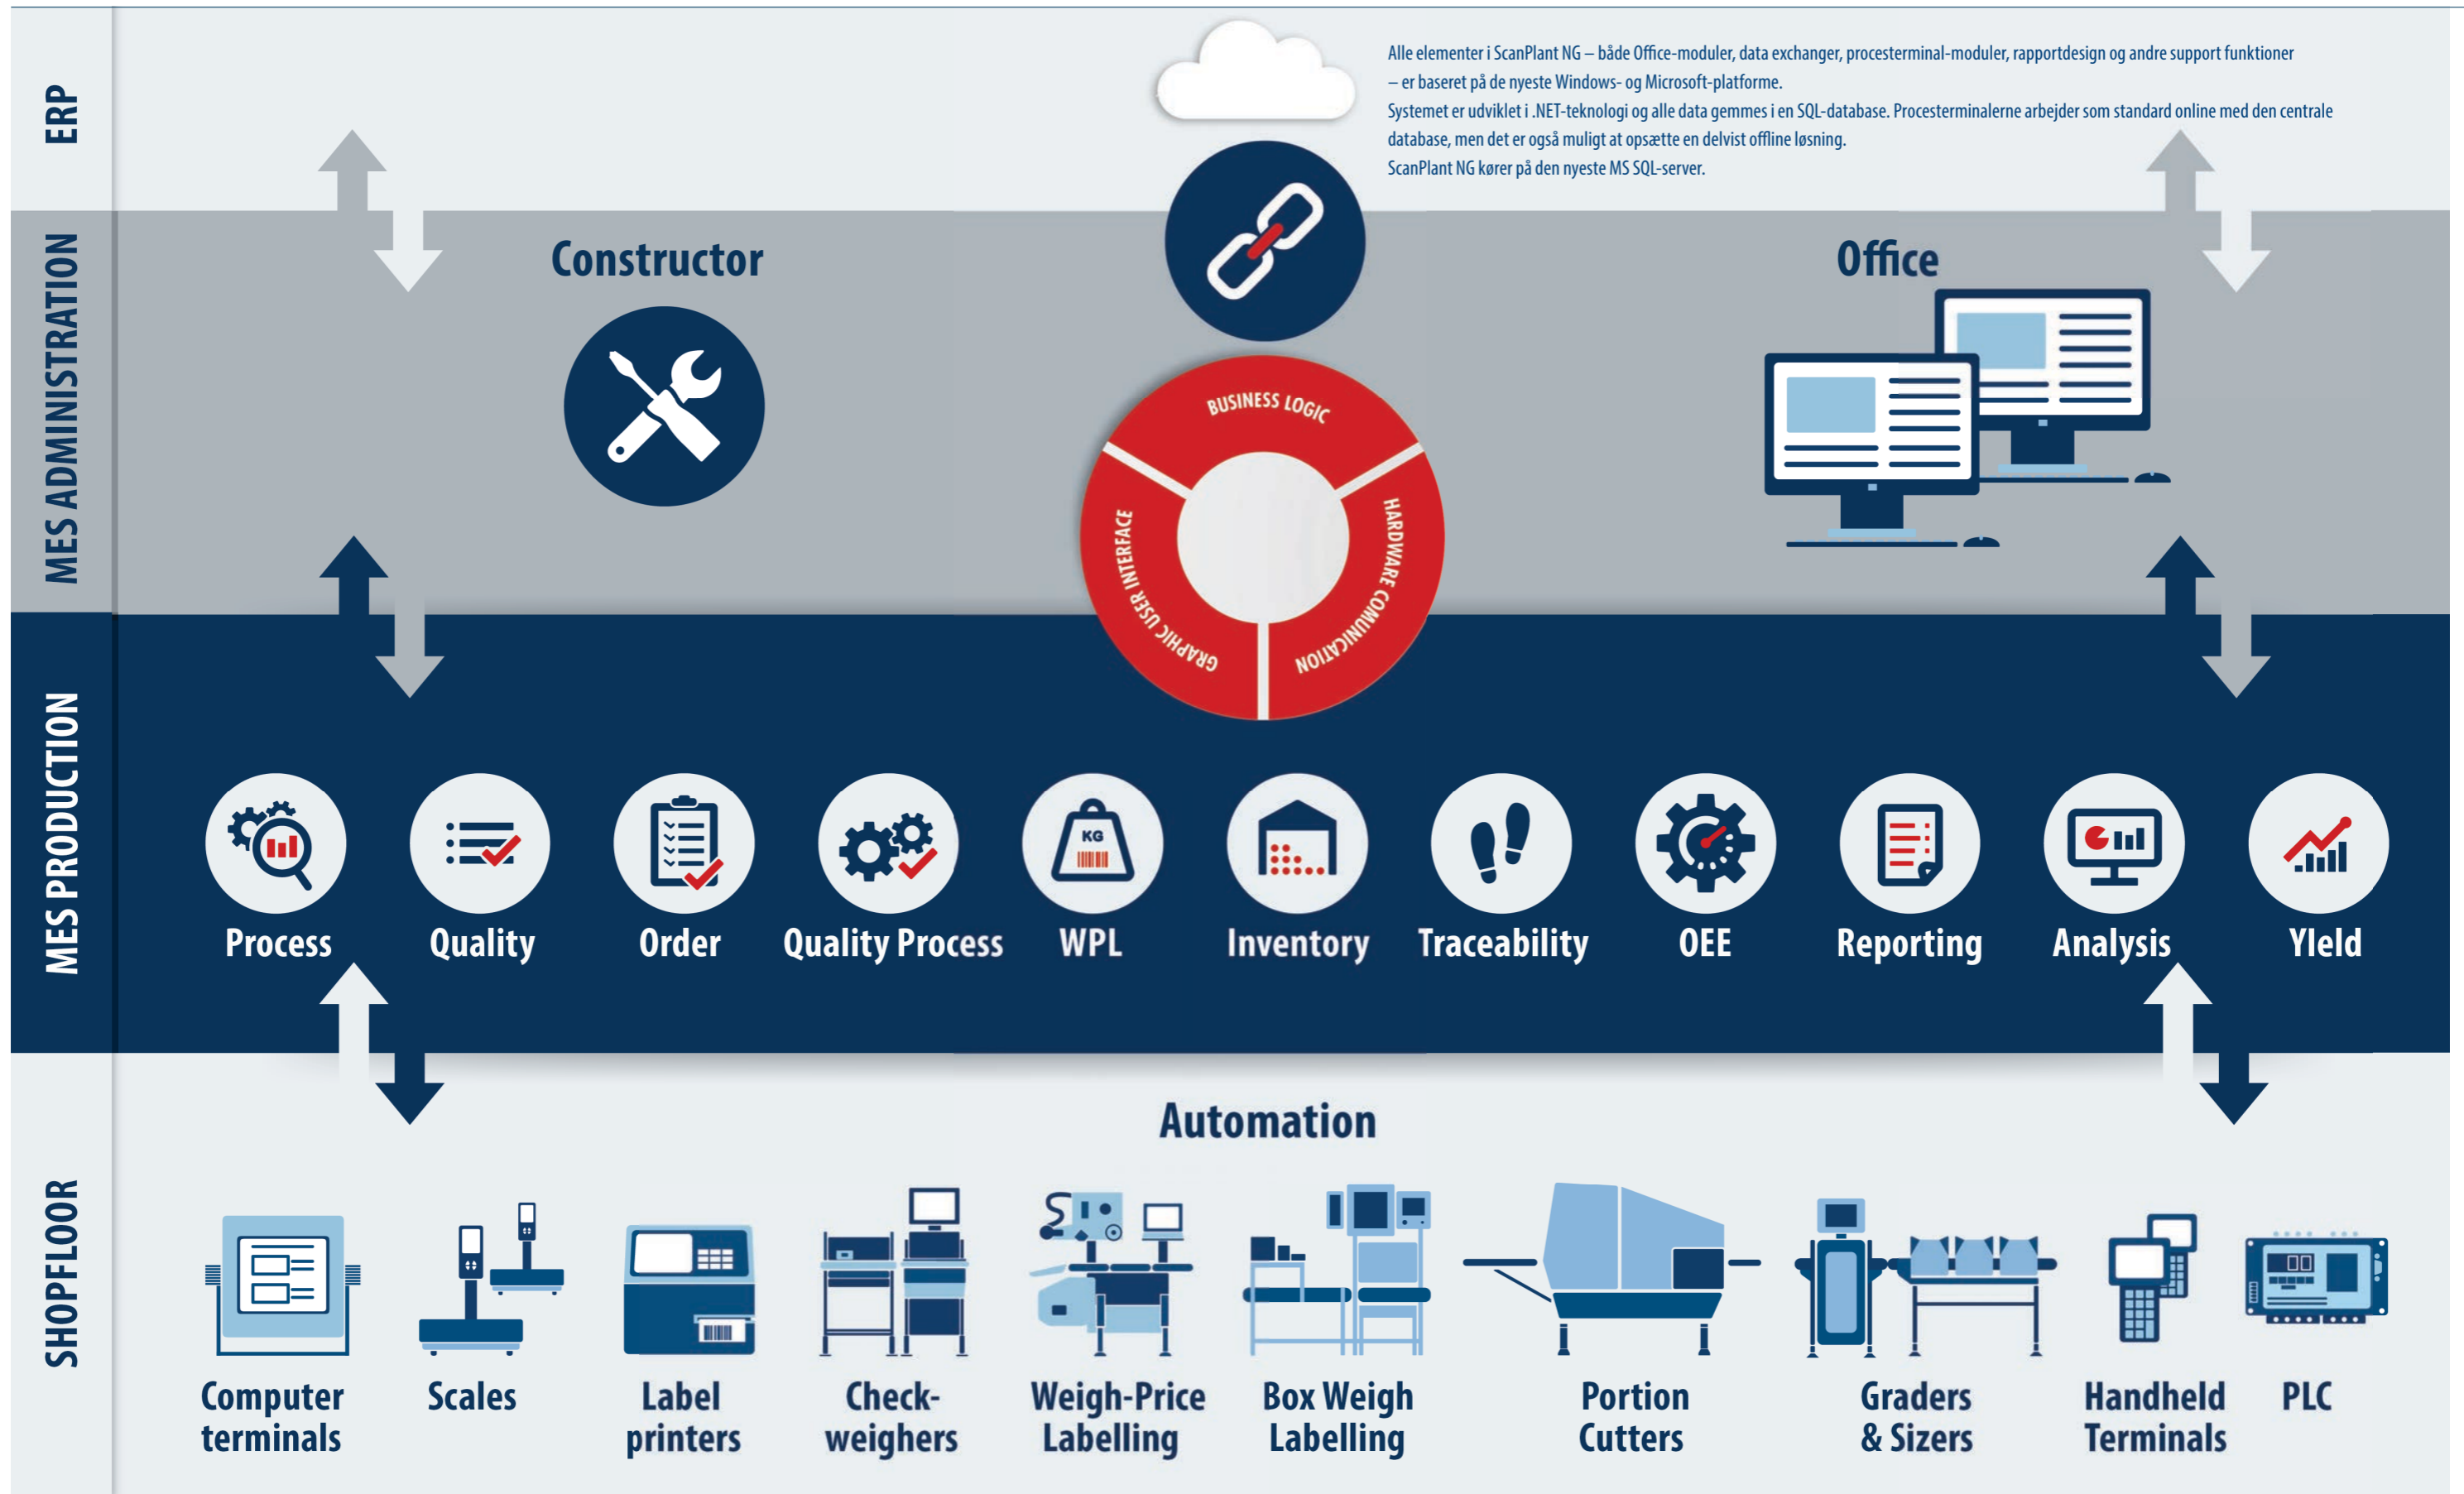 ERP
Alle elementer i ScanPlant NG – både Office-moduler, data exchanger, procesterminal-moduler, rapportdesign og andre support funktioner
– er baseret på de nyeste Windows- og Microsoft-platforme.
Systemet er udviklet i .NET-teknologi og alle data gemmes i en SQL-database. Procesterminalerne arbejder som standard online med den centrale
database, men det er også muligt at opsætte en delvist offline løsning.
ScanPlant NG kører på den nyeste MS SQL-server.
MES ADMINISTRATION
Constructor
Office
BUSINESS LOGIC
GRAPHIC USER INTERFACE
HARDWARE COMUNICATION
MES PRODUCTION
KG
Process
Quality
Order
Quality Process
WPL
Inventory
Traceability
OEE
Reporting
Analysis
YIeld
SHOPFLOOR
Automation
Computer
terminals
Scales
Label
printers
Check-
weighers
Weigh-Price
Labelling
Box Weigh
Labelling
Portion
Cutters
Graders
& Sizers
Handheld
Terminals
PLC